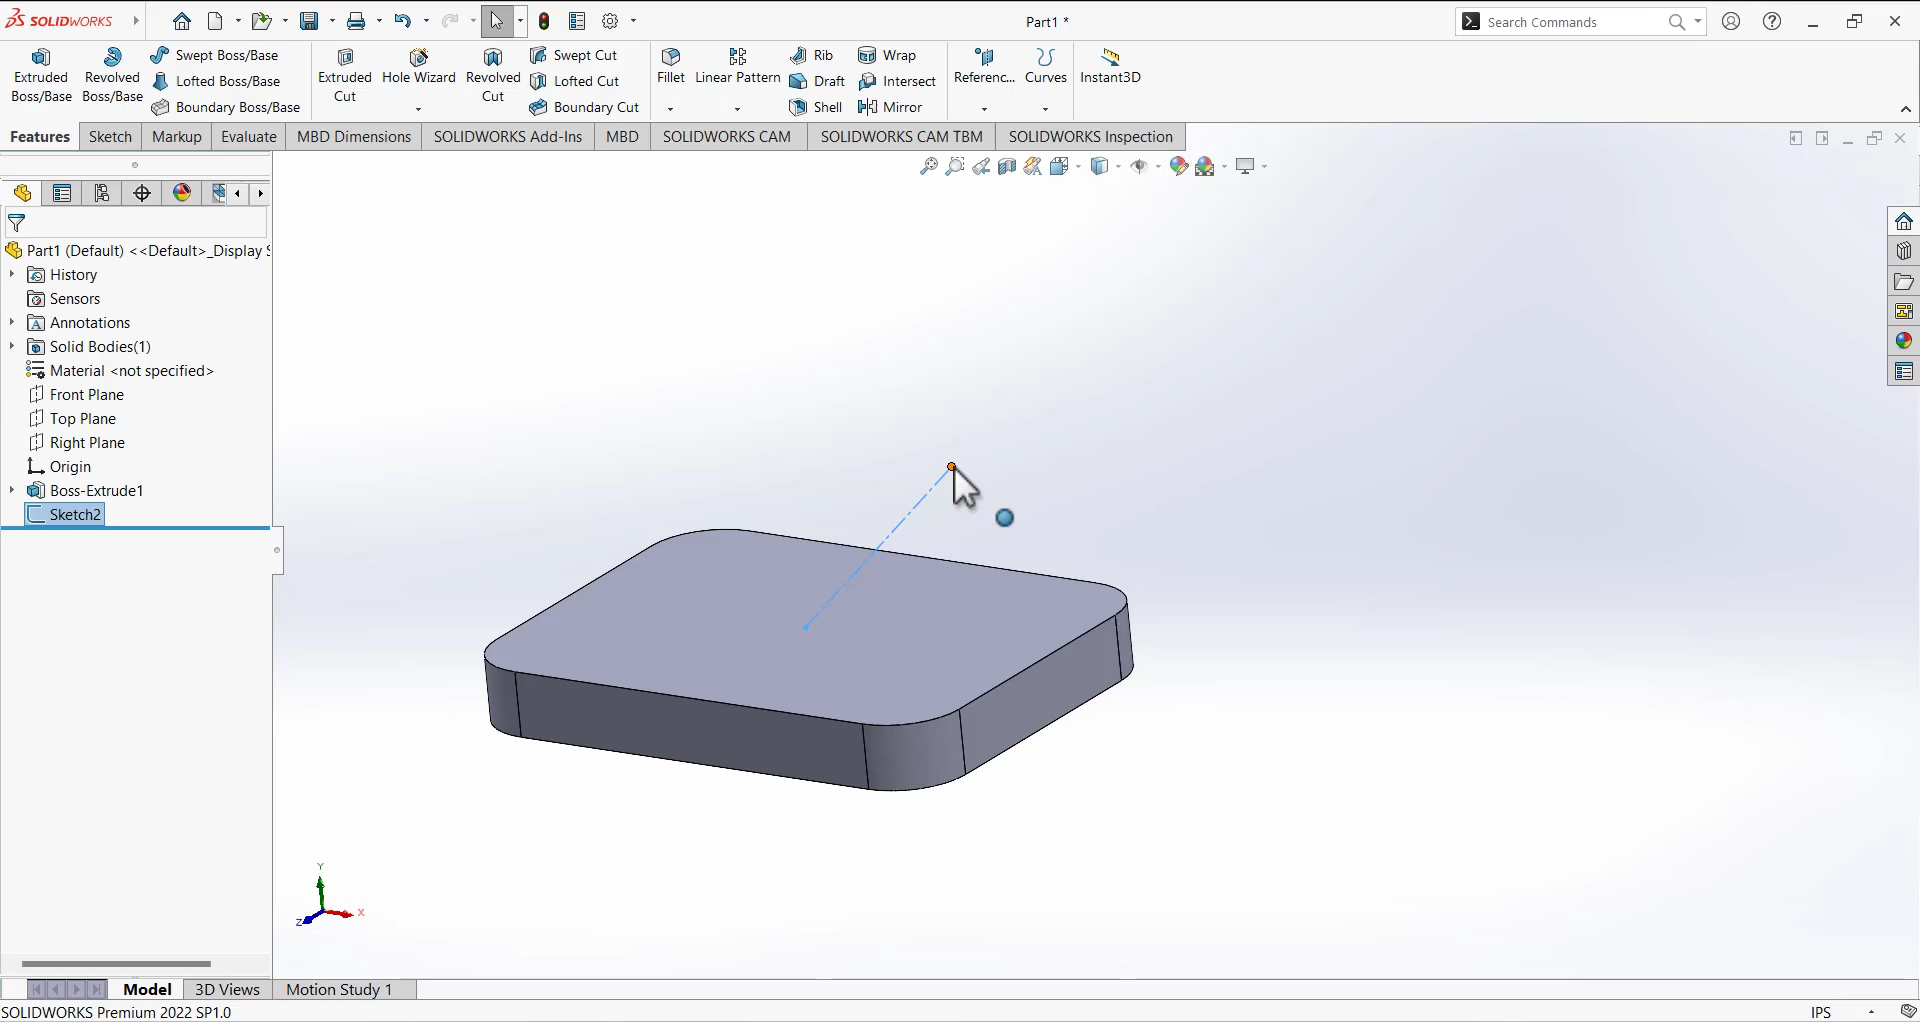 SOLIDWORKS
Part1 *
Search Commands
Extruded Boss/Base
Revolved Boss/Base
Swept Boss/Base
Lofted Boss/Base
Boundary Boss/Base
Extruded Cut
Hole Wizard
Revolved Cut
Swept Cut
Lofted Cut
Boundary Cut
Fillet
Linear Pattern
Rib
Draft
Shell
Wrap
Intersect
Mirror
Referenc...
Curves
Instant3D
Features
Sketch
Markup
Evaluate
MBD Dimensions
SOLIDWORKS Add-Ins
MBD
SOLIDWORKS CAM
SOLIDWORKS CAM TBM
SOLIDWORKS Inspection
Part1 (Default) <<Default>_Display S
History
Sensors
Annotations
Solid Bodies(1)
Material <not specified>
Front Plane
Top Plane
Right Plane
Origin
Boss-Extrude1
Sketch2
Y
X
Z
Model
3D Views
Motion Study 1
SOLIDWORKS Premium 2022 SP1.0
IPS